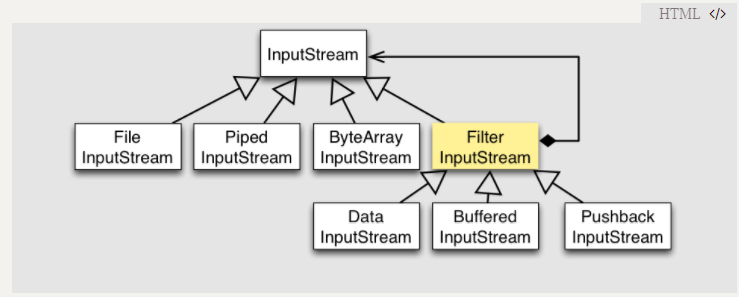 HTML </>
InputStream
File
InputStream
Piped
InputStream
ByteArray
InputStream
Filter
InputStream
Data
InputStream
Buffered
InputStream
Pushback
InputStream